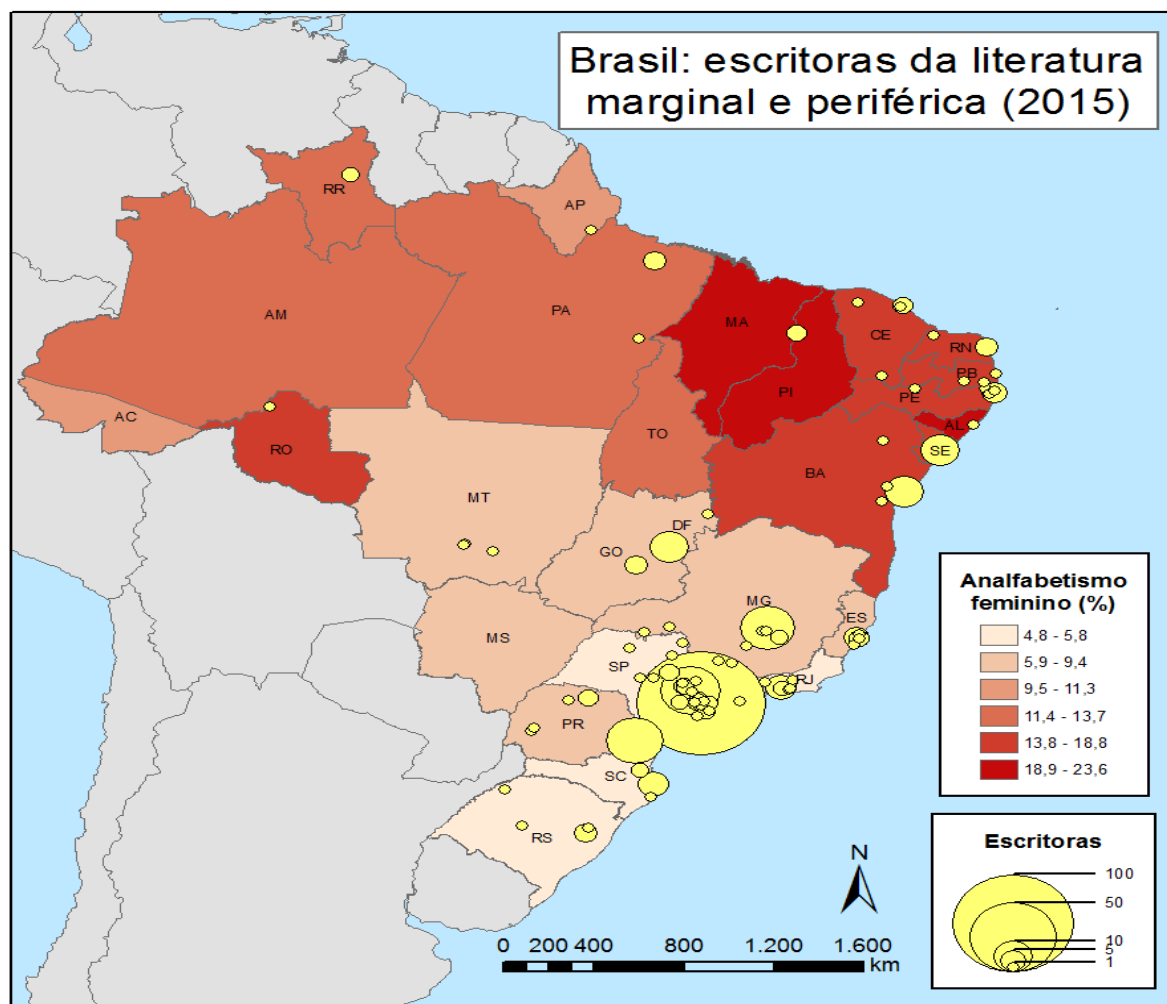 Brasil: escritoras da literatura
marginal e periférica (2015)
RR
AP
AM
PA
MA
CE
RN
PB
PE
PI
AL
SE
AC
RO
TO
BA
MT
DF
GO
MG
ES
MS
SP
RJ
PR
SC
RS
Analfabetismo
feminino (%)
4,8 - 5,8
5,9 - 9,4
9,5 - 11,3
11,4 - 13,7
13,8 - 18,8
18,9 - 23,6
Escritoras
100
50
10
5
1
N
0 200 400 800 1.200 1.600
km